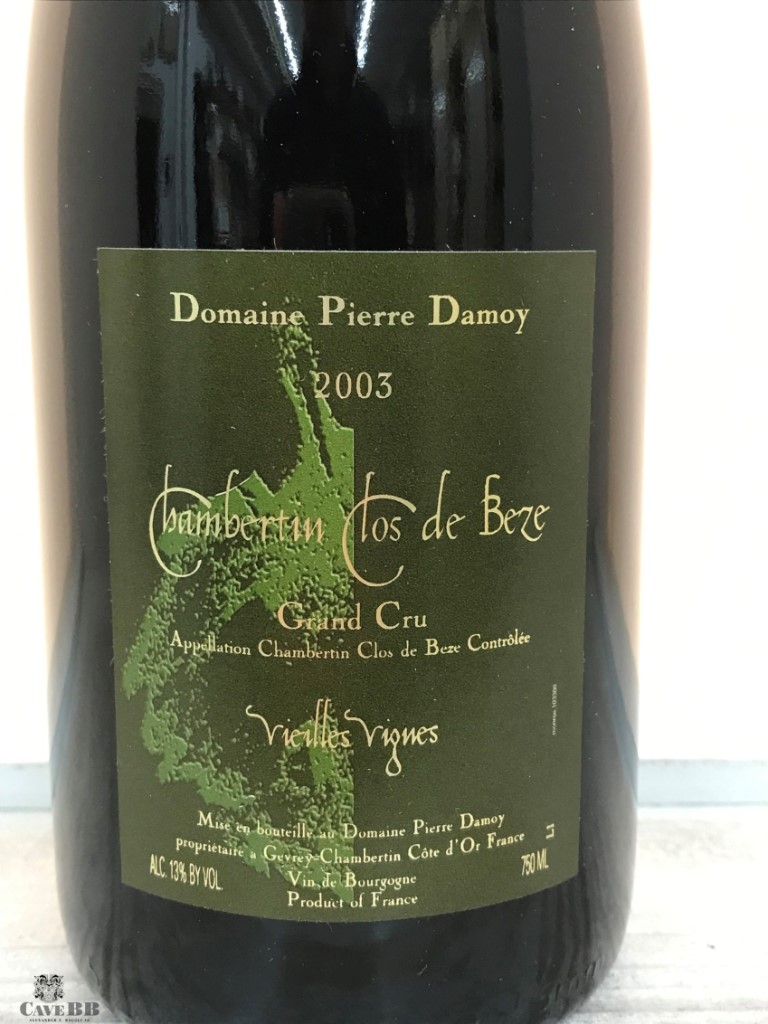 Domaine Pierre Damoy
2003
Chambertin Clos de Beze
Grand Cru
Appellation Chambertin Clos de Beze Contrôlée
Vieilles Vignes
Mise en bouteille au Domaine Pierre Damoy
propriétaire a Gevrey-Chambertin Côte d'Or France
ALC. 13% BY VOL.
750 ML
Vin de Bourgogne
Product of France
CAVEBB